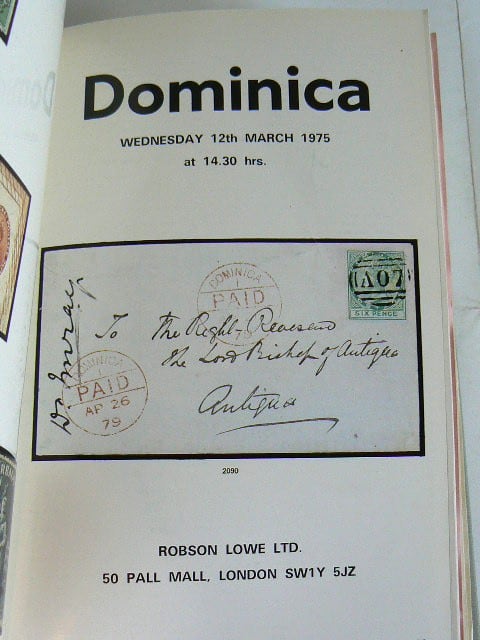 Dominica
WEDNESDAY 12th MARCH 1975
at 14.30 hrs.
DOMINICA
PAID
79
A07
SIX PENCE
To The Right Reverend
the Lord Bishop of Antigua
Antigua
DOMINICA
PAID
AP 26
79
2090
ROBSON LOWE LTD.
50 PALL MALL, LONDON SW1Y 5JZ